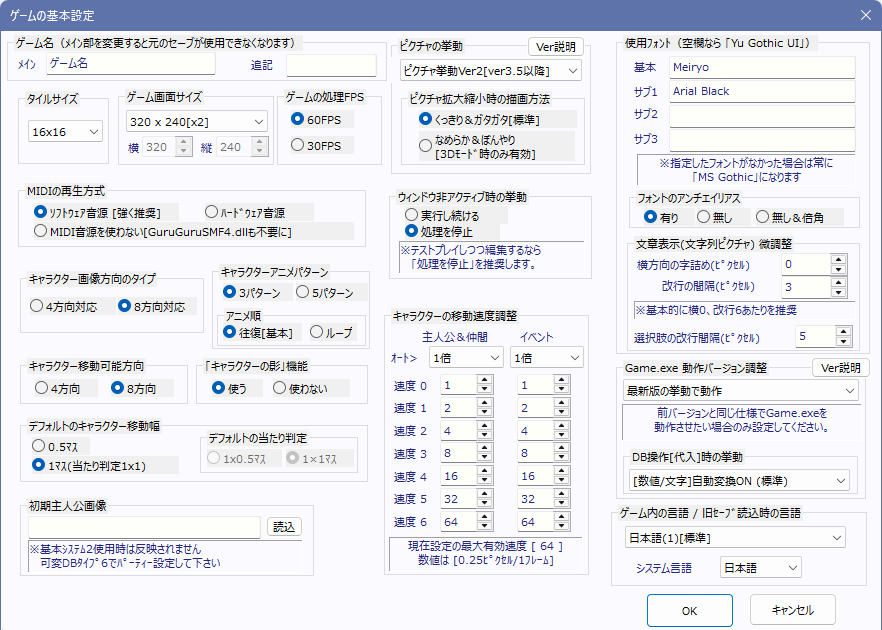 ゲームの基本設定
ゲーム名（ﾒｲﾝ部を変更すると元のセーブが使用できなくなります）
ﾒｲﾝ ゲーム名 追記
タイルサイズ
16x16
ゲーム画面サイズ
320 x 240[x2]
横 320 縦 240
ゲームの処理FPS
60FPS
30FPS
MIDIの再生方式
ｿﾌﾄｳｪｱ音源 [強く推奨] ﾊｰﾄﾞｳｪｱ音源
MIDI音源を使わない[GuruGuruSMF4.dllも不要に]
キャラクター画像方向のタイプ
4方向対応 8方向対応
キャラクターアニメパターン
3パターン 5パターン
アニメ順
往復[基本] ループ
キャラクター移動可能方向
4方向 8方向
「キャラクターの影」機能
使う 使わない
デフォルトのキャラクター移動幅
0.5ﾏｽ
1ﾏｽ(当たり判定1x1)
デフォルトの当たり判定
1x0.5ﾏｽ 1×1ﾏｽ
初期主人公画像
読込
※基本ｼｽﾃﾑ2使用時は反映されません
可変DBﾀｲﾌﾟ6でﾊﾟｰﾃｨｰ設定して下さい
ピクチャの挙動 Ver説明
ピクチャ挙動Ver2[ver3.5以降]
ピクチャ拡大縮小時の描画方法
くっきり＆ガタガタ[標準]
なめらか＆ぼんやり
[3Dモード時のみ有効]
ウィンドウ非アクティブ時の挙動
実行し続ける
処理を停止
※テストプレイしつつ編集するなら
「処理を停止」を推奨します。
キャラクターの移動速度調整
主人公＆仲間 イベント
ｵｰﾄ> 1倍 1倍
速度 0 1 1
速度 1 2 2
速度 2 4 4
速度 3 8 8
速度 4 16 16
速度 5 32 32
速度 6 64 64
現在設定の最大有効速度 [ 64 ]
数値は [0.25ﾋﾟｸｾﾙ/1ﾌﾚｰﾑ]
使用フォント（空欄なら「Yu Gothic UI」）
基本 Meiryo
サブ1 Arial Black
サブ2
サブ3
※指定したフォントがなかった場合は常に
「MS Gothic」になります
フォントのアンチエイリアス
有り 無し 無し＆倍角
文章表示(文字列ピクチャ) 微調整
横方向の字詰め(ﾋﾟｸｾﾙ) 0
改行の間隔(ﾋﾟｸｾﾙ) 3
※基本的に横0、改行6あたりを推奨
選択肢の改行間隔(ﾋﾟｸｾﾙ) 5
Game.exe 動作バージョン調整 Ver説明
最新版の挙動で動作
前バージョンと同じ仕様でGame.exeを
動作させたい場合のみ設定してください。
DB操作[代入]時の挙動
[数値/文字]自動変換ON (標準)
ゲーム内の言語 / 旧ｾｰﾌﾞ読込時の言語
日本語(1)[標準]
システム言語 日本語
OK キャンセル